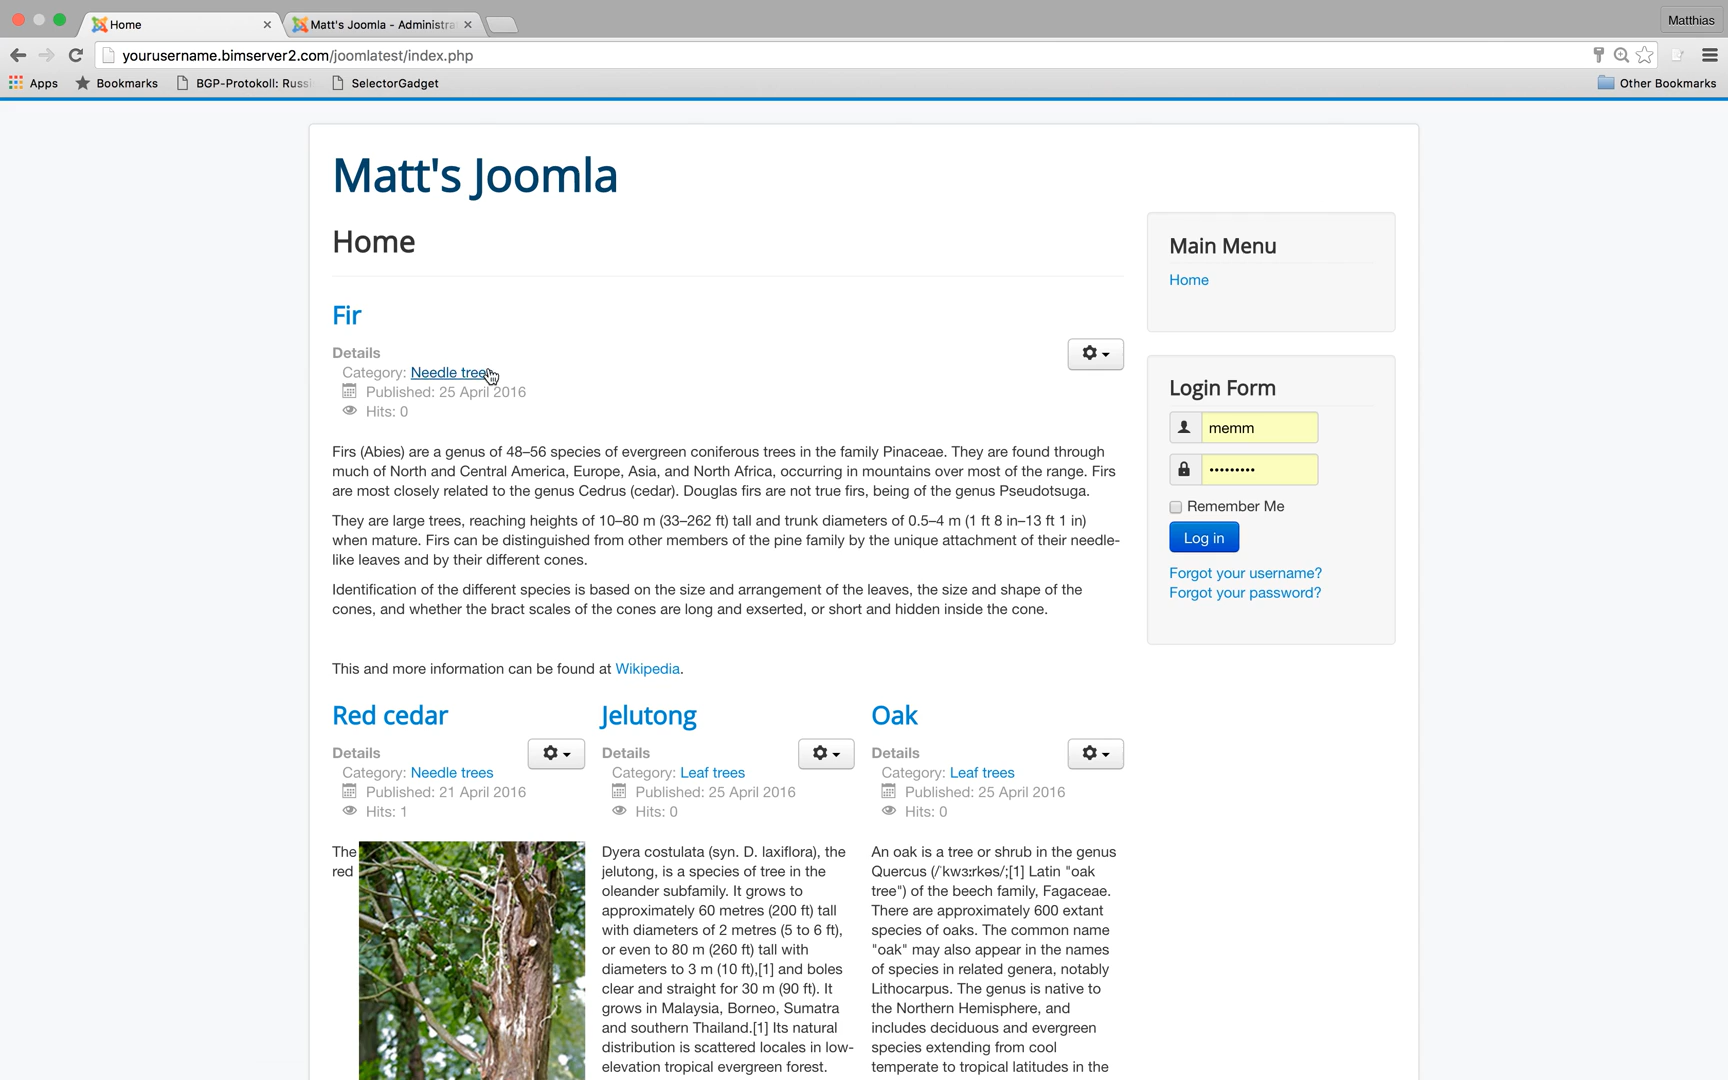 Home
Matt's Joomla - Administra
Matthias
yourusername.bimserver2.com/joomlatest/index.php
Apps
Bookmarks
BGP-Protokoll: Russi
SelectorGadget
Other Bookmarks
Matt's Joomla
Home
Fir
Details
Category: Needle trees
Published: 25 April 2016
Hits: 0
Firs (Abies) are a genus of 48–56 species of evergreen coniferous trees in the family Pinaceae. They are found through
much of North and Central America, Europe, Asia, and North Africa, occurring in mountains over most of the range. Firs
are most closely related to the genus Cedrus (cedar). Douglas firs are not true firs, being of the genus Pseudotsuga.
They are large trees, reaching heights of 10–80 m (33–262 ft) tall and trunk diameters of 0.5–4 m (1 ft 8 in–13 ft 1 in)
when mature. Firs can be distinguished from other members of the pine family by the unique attachment of their needle-
like leaves and by their different cones.
Identification of the different species is based on the size and arrangement of the leaves, the size and shape of the
cones, and whether the bract scales of the cones are long and exserted, or short and hidden inside the cone.
This and more information can be found at Wikipedia.
Red cedar
Details
Category: Needle trees
Published: 21 April 2016
Hits: 1
The
red
Jelutong
Details
Category: Leaf trees
Published: 25 April 2016
Hits: 0
Dyera costulata (syn. D. laxiflora), the
jelutong, is a species of tree in the
oleander subfamily. It grows to
approximately 60 metres (200 ft) tall
with diameters of 2 metres (5 to 6 ft),
or even to 80 m (260 ft) tall with
diameters to 3 m (10 ft),[1] and boles
clear and straight for 30 m (90 ft). It
grows in Malaysia, Borneo, Sumatra
and southern Thailand.[1] Its natural
distribution is scattered locales in low-
elevation tropical evergreen forest.
Oak
Details
Category: Leaf trees
Published: 25 April 2016
Hits: 0
An oak is a tree or shrub in the genus
Quercus (/ˈkwɜːrkəs/;[1] Latin "oak
tree") of the beech family, Fagaceae.
There are approximately 600 extant
species of oaks. The common name
"oak" may also appear in the names
of species in related genera, notably
Lithocarpus. The genus is native to
the Northern Hemisphere, and
includes deciduous and evergreen
species extending from cool
temperate to tropical latitudes in the
Main Menu
Home
Login Form
memm
•••••••••
Remember Me
Log in
Forgot your username?
Forgot your password?